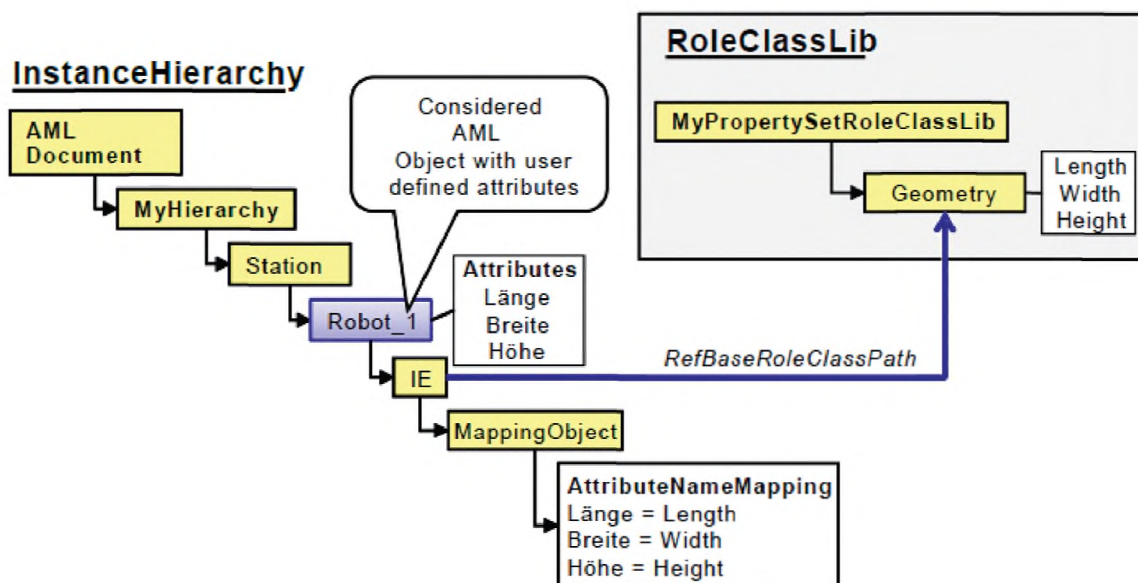 InstanceHierarchy
AML
Document
MyHierarchy
Station
Robot_1
IE
MappingObject
Considered
AML
Object with user
defined attributes
Attributes
Länge
Breite
Höhe
AttributeNameMapping
Länge = Length
Breite = Width
Höhe = Height
RefBaseRoleClassPath
RoleClassLib
MyPropertySetRoleClassLib
Geometry
Length
Width
Height